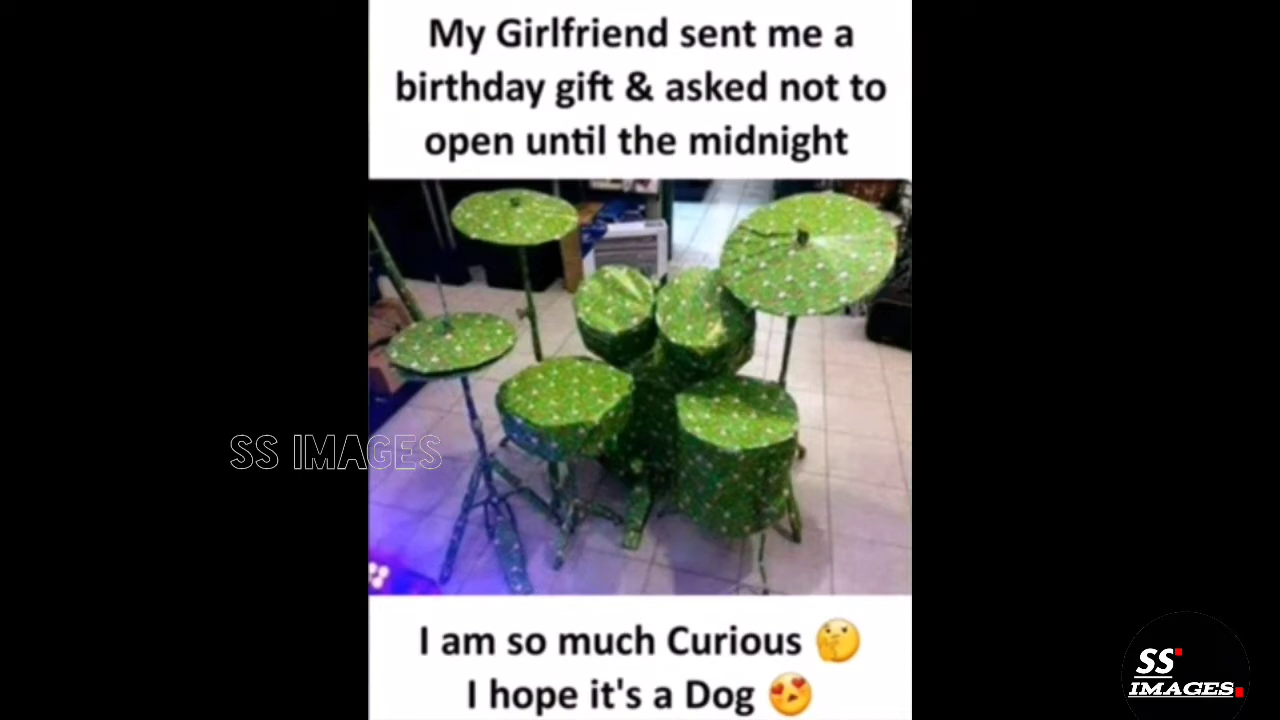 My Girlfriend sent me a
birthday gift & asked not to
open until the midnight
SS IMAGES
I am so much Curious 🤔
I hope it's a Dog 😍
SS
IMAGES.